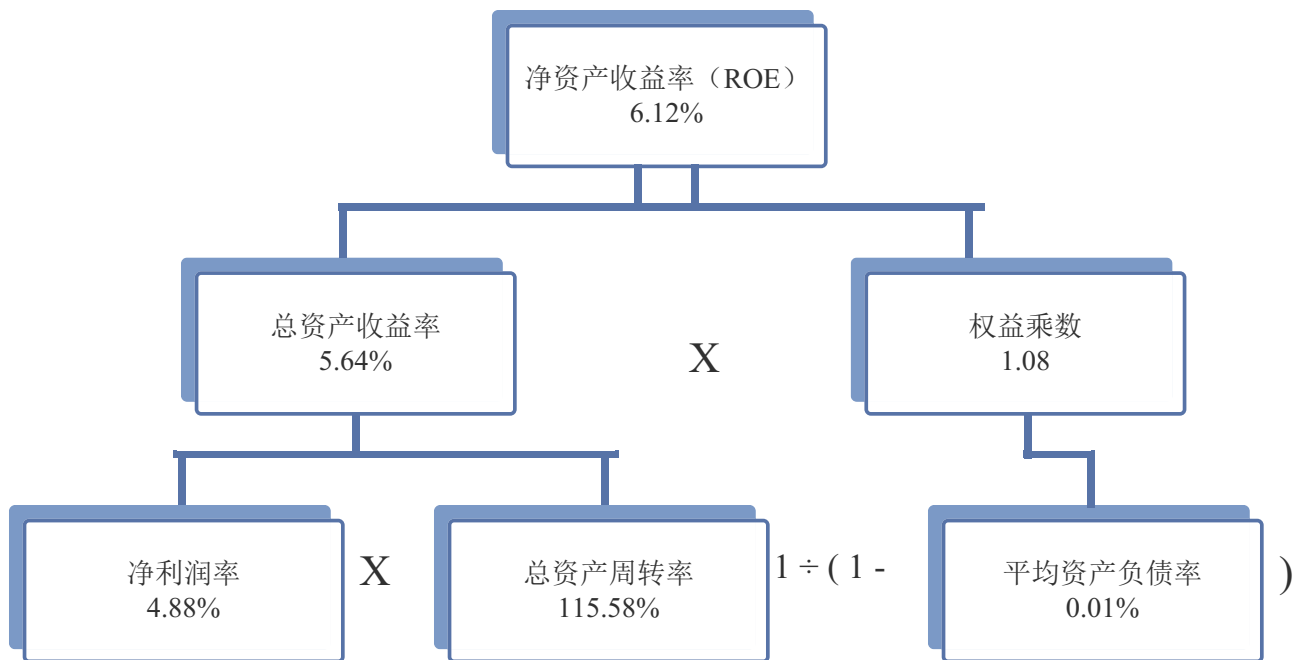 净资产收益率（ROE）
6.12%
总资产收益率
5.64%
X
权益乘数
1.08
净利润率
4.88%
X
总资产周转率
115.58%
1 ÷ ( 1 -
平均资产负债率
0.01%
)